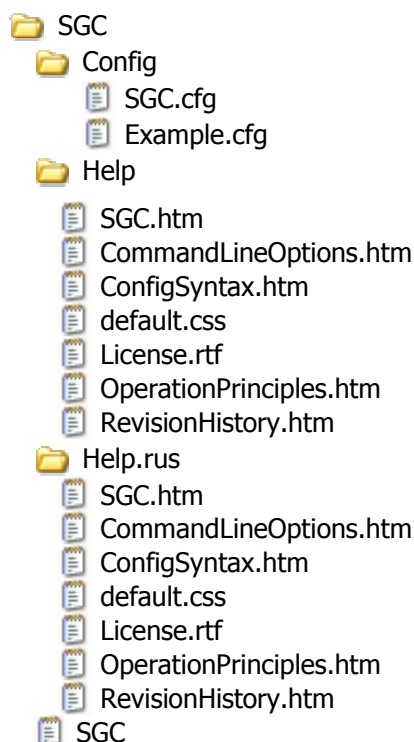 SGC
Config
SGC.cfg
Example.cfg
Help
SGC.htm
CommandLineOptions.htm
ConfigSyntax.htm
default.css
License.rtf
OperationPrinciples.htm
RevisionHistory.htm
Help.rus
SGC.htm
CommandLineOptions.htm
ConfigSyntax.htm
default.css
License.rtf
OperationPrinciples.htm
RevisionHistory.htm
SGC